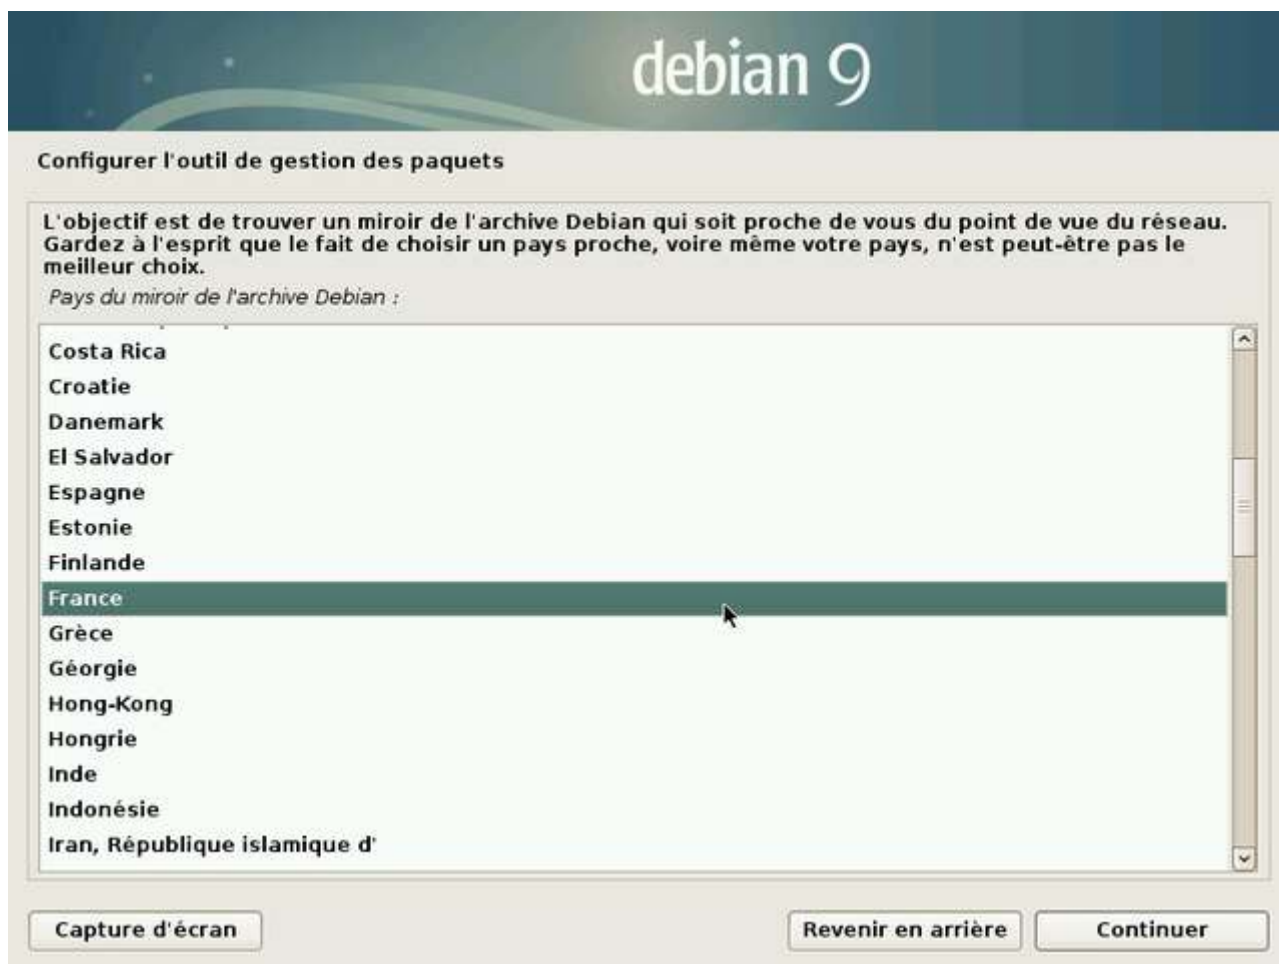 debian 9
Configurer l'outil de gestion des paquets
L'objectif est de trouver un miroir de l'archive Debian qui soit proche de vous du point de vue du réseau.
Gardez à l'esprit que le fait de choisir un pays proche, voire même votre pays, n'est peut-être pas le
meilleur choix.
Pays du miroir de l'archive Debian :
Costa Rica
Croatie
Danemark
El Salvador
Espagne
Estonie
Finlande
France
Grèce
Géorgie
Hong-Kong
Hongrie
Inde
Indonésie
Iran, République islamique d'
Capture d'écran
Revenir en arrière
Continuer